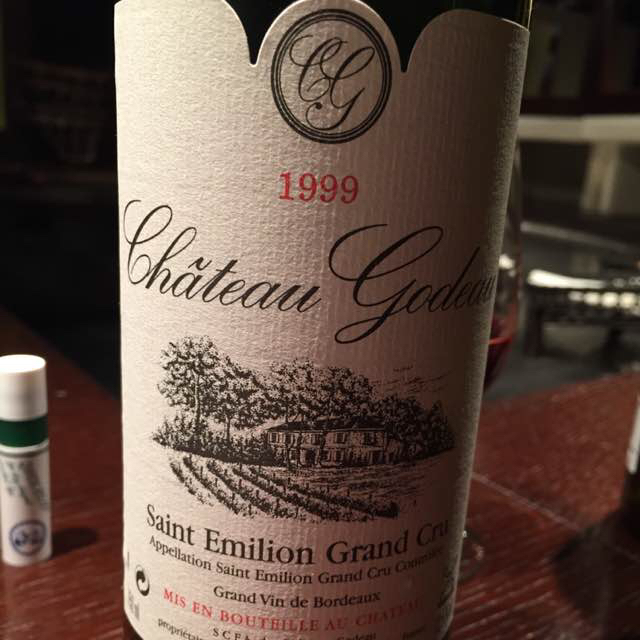 CG
1999
Château Godeau
Saint Emilion Grand Cru
Appellation Saint Emilion Grand Cru Contrôlée
Grand Vin de Bordeaux
MIS EN BOUTEILLE AU CHATEAU
S.C.E.A.